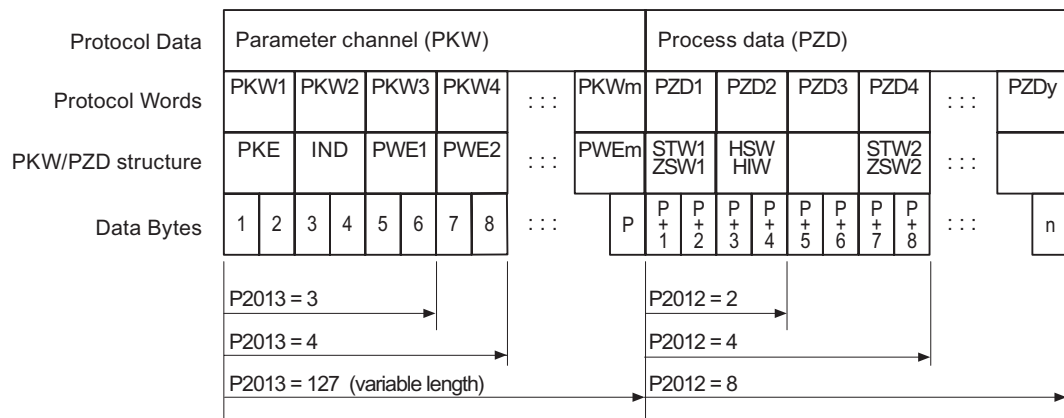 Protocol Data Parameter channel (PKW) Process data (PZD)
Protocol Words PKW1 PKW2 PKW3 PKW4 : : : PKWm PZD1 PZD2 PZD3 PZD4 : : : PZDy
PKW/PZD structure PKE IND PWE1 PWE2 : : : PWEm STW1 ZSW1 HSW HIW STW2 ZSW2 : : :
Data Bytes 1 2 3 4 5 6 7 8 : : : P P+1 P+2 P+3 P+4 P+5 P+6 P+7 P+8 : : : n
P2013 = 3 P2012 = 2
P2013 = 4 P2012 = 4
P2013 = 127 (variable length) P2012 = 8